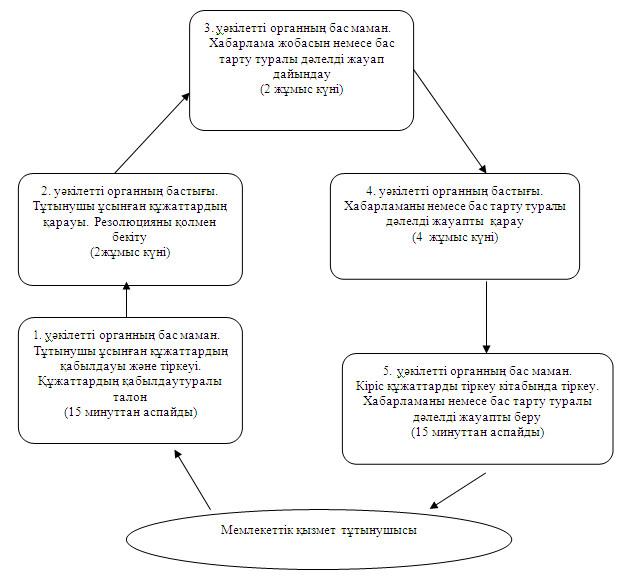 1. уәкілетті органның бас маман.
Тұтынушы ұсынған құжаттардың
қабылдауы және тіркеуі.
Құжаттардың қабылдаутуралы
талон
(15 минуттан аспайды)
2. уәкілетті органның бастығы.
Тұтынушы ұсынған құжаттардың
қарауы. Резолюцияны қолмен
бекіту
(2жұмыс күні)
3. уәкілетті органның бас маман.
Хабарлама жобасын немесе бас
тарту туралы дәлелді жауап
дайындау
(2 жұмыс күні)
4. уәкілетті органның бастығы.
Хабарламаны немесе бас тарту туралы
дәлелді жауапты қарау
(4 жұмыс күні)
5. уәкілетті органның бас маман.
Кіріс құжаттарды тіркеу кітабында тіркеу.
Хабарламаны немесе бас тарту туралы
дәлелді жауапты беру
(15 минуттан аспайды)
Мемлекеттік қызмет тұтынушысы